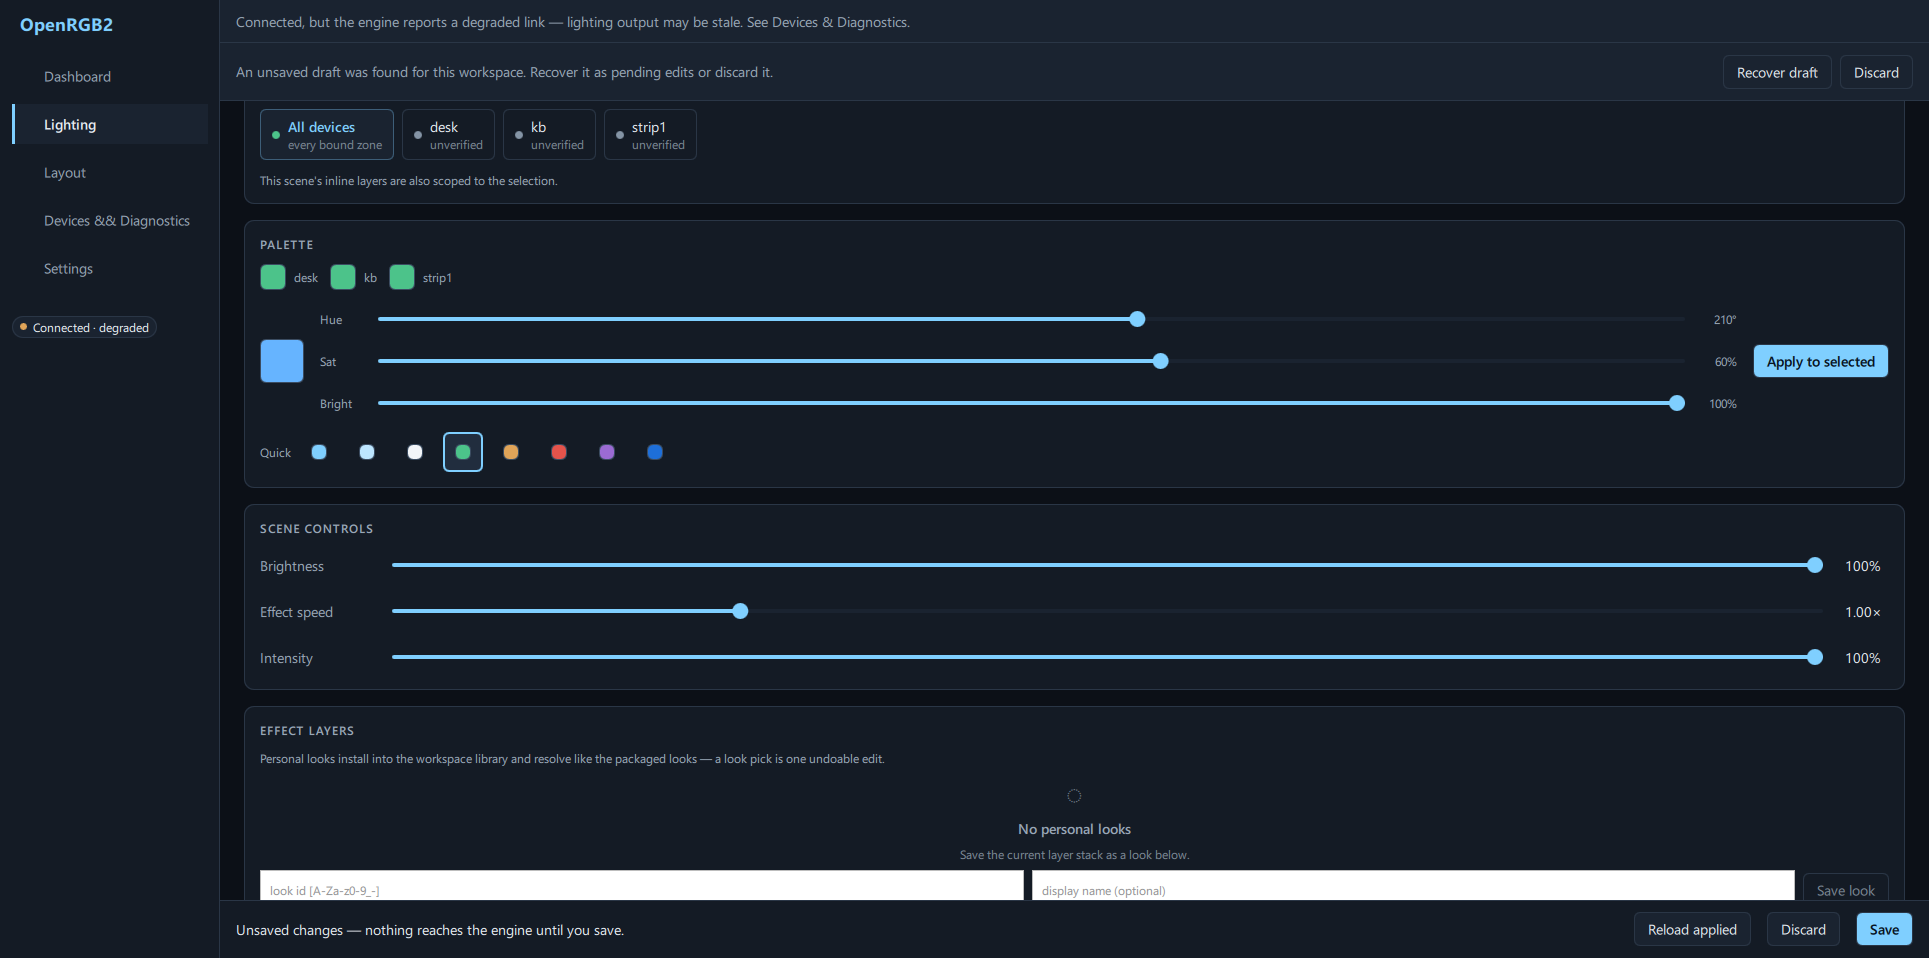 OpenRGB2
Dashboard
Lighting
Layout
Devices && Diagnostics
Settings
Connected · degraded
Connected, but the engine reports a degraded link — lighting output may be stale. See Devices & Diagnostics.
An unsaved draft was found for this workspace. Recover it as pending edits or discard it.
Recover draft
Discard
All devices
every bound zone
desk
unverified
kb
unverified
strip1
unverified
This scene's inline layers are also scoped to the selection.
PALETTE
desk
kb
strip1
Hue
210°
Sat
60%
Bright
100%
Apply to selected
Quick
SCENE CONTROLS
Brightness
100%
Effect speed
1.00×
Intensity
100%
EFFECT LAYERS
Personal looks install into the workspace library and resolve like the packaged looks — a look pick is one undoable edit.
No personal looks
Save the current layer stack as a look below.
look id [A-Za-z0-9_-]
display name (optional)
Save look
Unsaved changes — nothing reaches the engine until you save.
Reload applied
Discard
Save